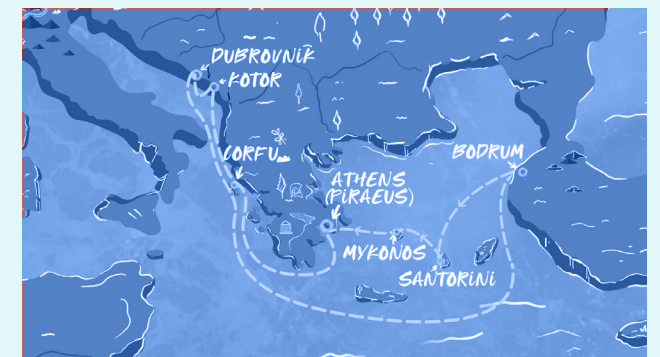 DUBROVNIK
KOTOR
CORFU
BODRUM
ATHENS
(PIRAEUS)
MYKONOS
SANTORINI